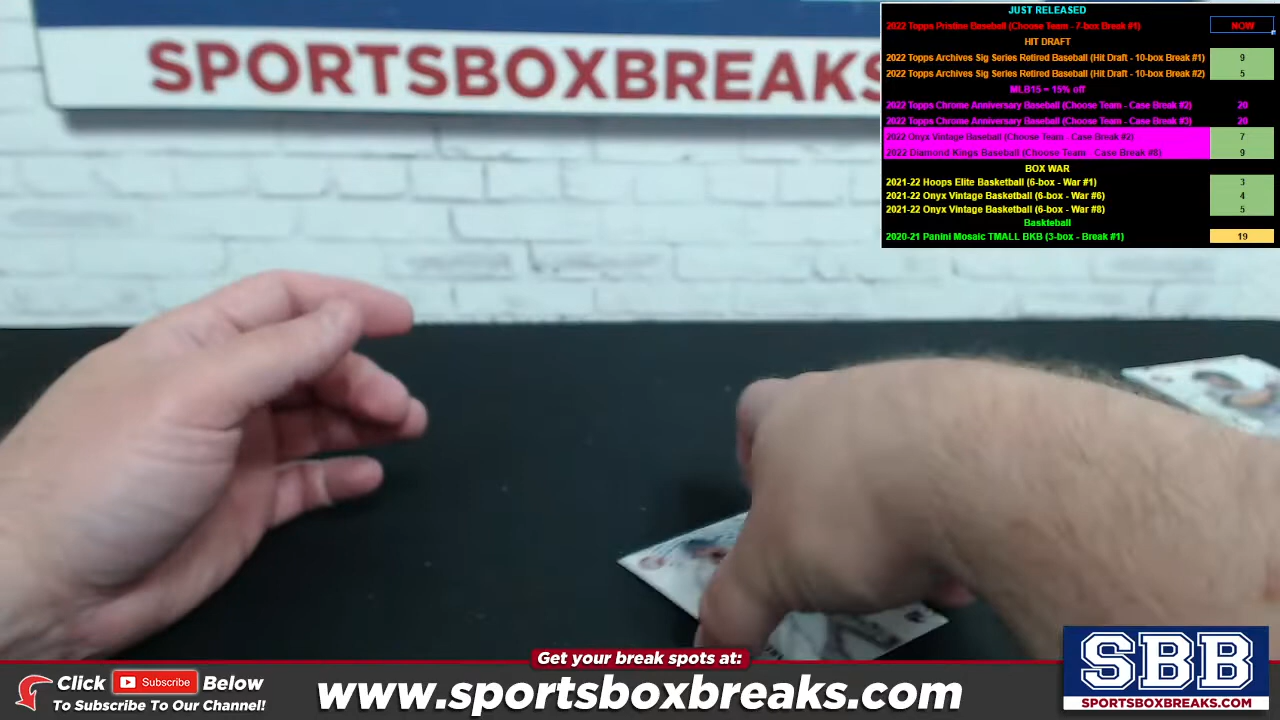 SPORTSBOXBREAKS
JUST RELEASED
2022 Topps Pristine Baseball (Choose Team - 7-box Break #1) NOW
HIT DRAFT
2022 Topps Archives Sig Series Retired Baseball (Hit Draft - 10-box Break #1) 9
2022 Topps Archives Sig Series Retired Baseball (Hit Draft - 10-box Break #2) 5
MLB15 = 15% off
2022 Topps Chrome Anniversary Baseball (Choose Team - Case Break #2) 20
2022 Topps Chrome Anniversary Baseball (Choose Team - Case Break #3) 20
2022 Onyx Vintage Baseball (Choose Team - Case Break #2) 7
2022 Diamond Kings Baseball (Choose Team - Case Break #8) 9
BOX WAR
2021-22 Hoops Elite Basketball (6-box - War #1) 3
2021-22 Onyx Vintage Basketball (6-box - War #6) 4
2021-22 Onyx Vintage Basketball (6-box - War #8) 5
Baskteball
2020-21 Panini Mosaic TMALL BKB (3-box - Break #1) 19
Get your break spots at:
Click Subscribe Below
To Subscribe To Our Channel!
www.sportsboxbreaks.com
SBB
SPORTSBOXBREAKS.COM